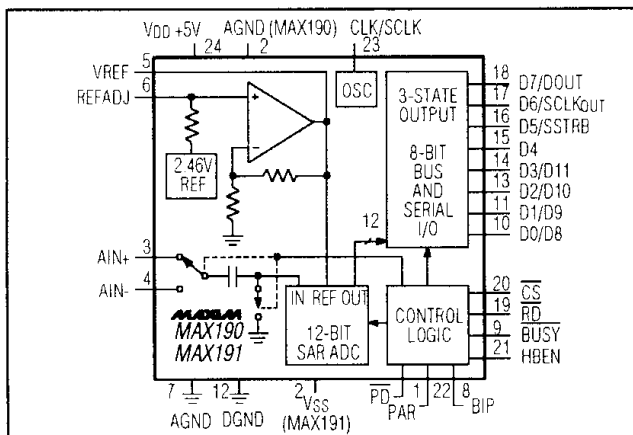 VDD +5V AGND (MAX190) CLK/SCLK
24 2 23
VREF 5
REFADJ 6
OSC
+
−
2.46V
REF
3-STATE
OUTPUT
8-BIT
BUS
AND
SERIAL
I/O
18 D7/DOUT
17 D6/SCLKOUT
16 D5/SSTRB
15 D4
14 D3/D11
13 D2/D10
11 D1/D9
10 D0/D8
12
AIN+ 3
AIN- 4
MAXIM
MAX190
MAX191
IN REF OUT
12-BIT
SAR ADC
CONTROL
LOGIC
20 CS
19 RD
9 BUSY
21 HBEN
7 12 2 1 22 8
AGND DGND VSS
(MAX191)
PD PAR BIP